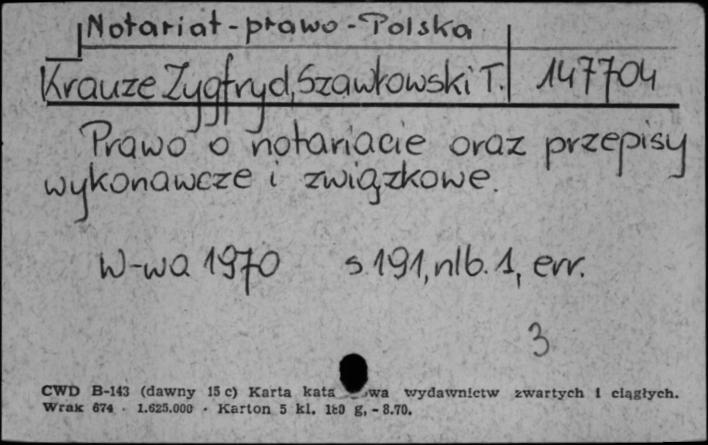 Notariat - prawo - Polska
Krauze Zygfryd, Szawłowski T. 147704
Prawo o notariacie oraz przepisy
wykonawcze i związkowe.
W-wa 1970 s 191, nlb. 1, err.
3
CWD B-143 (dawny 15 c) Karta kata wa wydawnictw zwartych i ciągłych.
Wrak 674 · 1.625.000 · Karton 5 kl. 180 g, - 8.70.